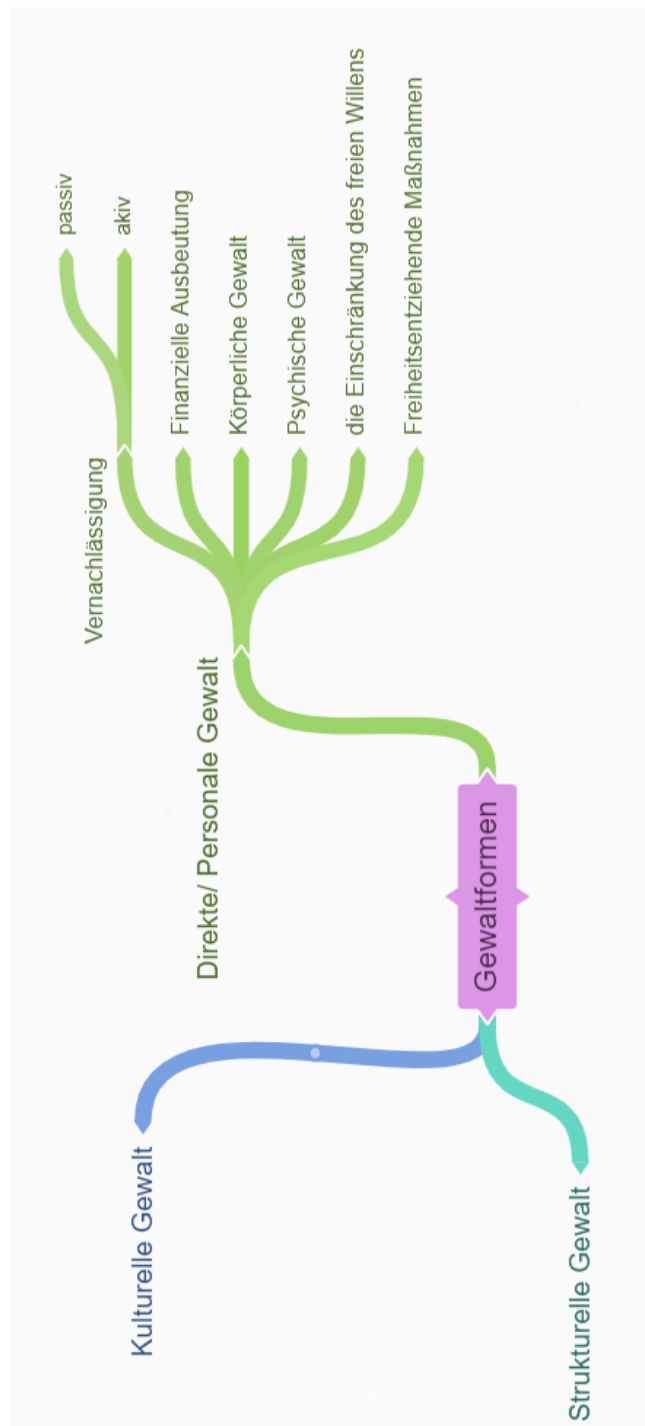 passiv
akiv
Vernachlässigung
Finanzielle Ausbeutung
Körperliche Gewalt
Psychische Gewalt
die Einschränkung des freien Willens
Freiheitsentziehende Maßnahmen
Direkte/ Personale Gewalt
Gewaltformen
Kulturelle Gewalt
Strukturelle Gewalt